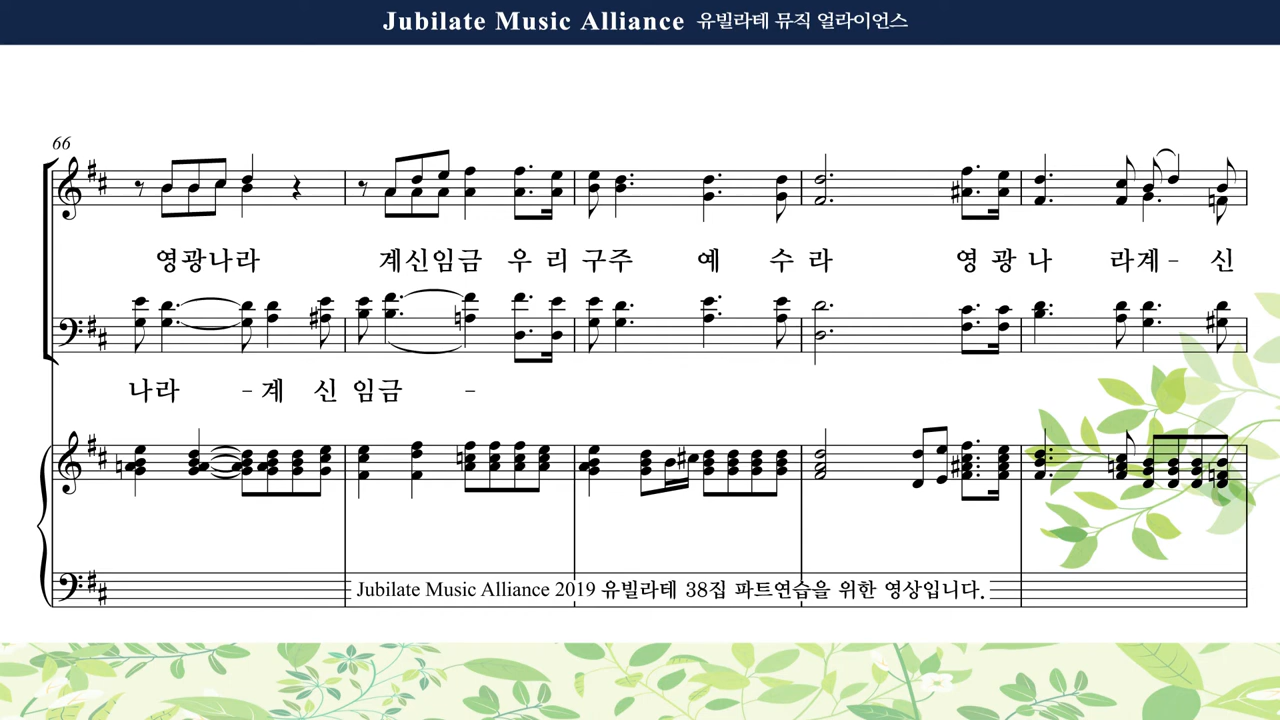 Jubilate Music Alliance 유빌라테 뮤직 얼라이언스
66
영광나라 계신임금 우 리 구주 예 수 라 영 광 나 라계 - 신
나라 - 계 신 임금 -
Jubilate Music Alliance 2019 유빌라테 38집 파트연습을 위한 영상입니다.